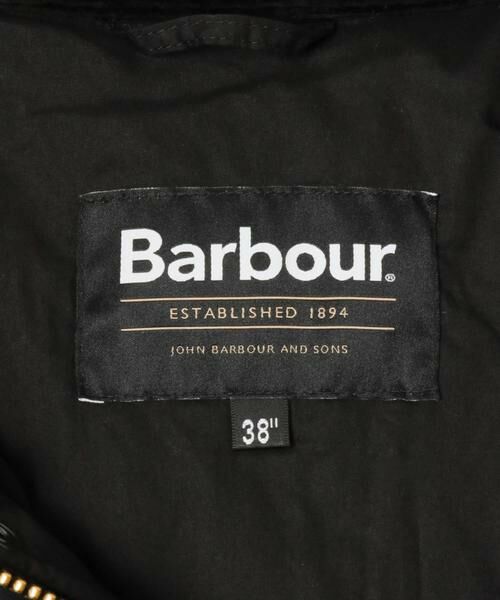 Barbour®
ESTABLISHED 1894
JOHN BARBOUR AND SONS
38"